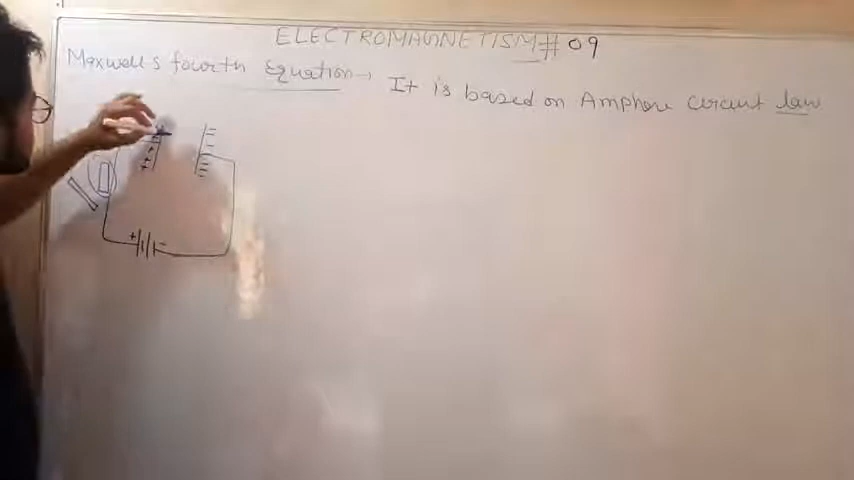 ELECTROMAGNETISM # 09
Maxwell's fourth Equation → It is based on Amphere circuit law
+ -